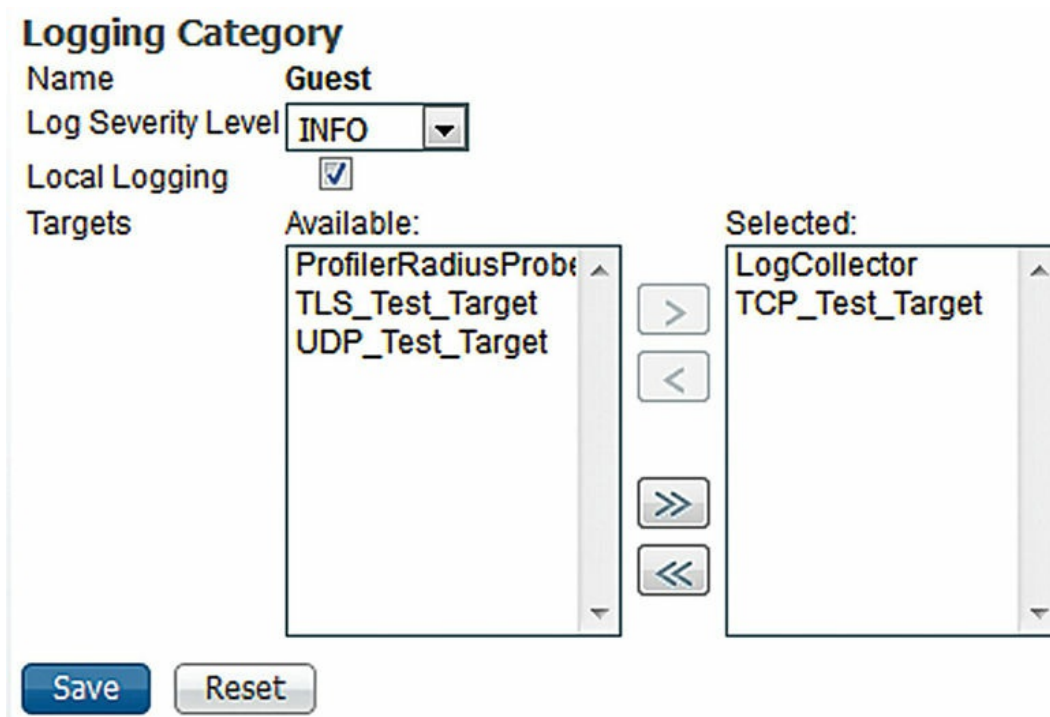 Logging Category
Name Guest
Log Severity Level INFO
Local Logging
Targets Available: Selected:
ProfilerRadiusProbe LogCollector
TLS_Test_Target TCP_Test_Target
UDP_Test_Target
>
<
>>
<<
Save Reset